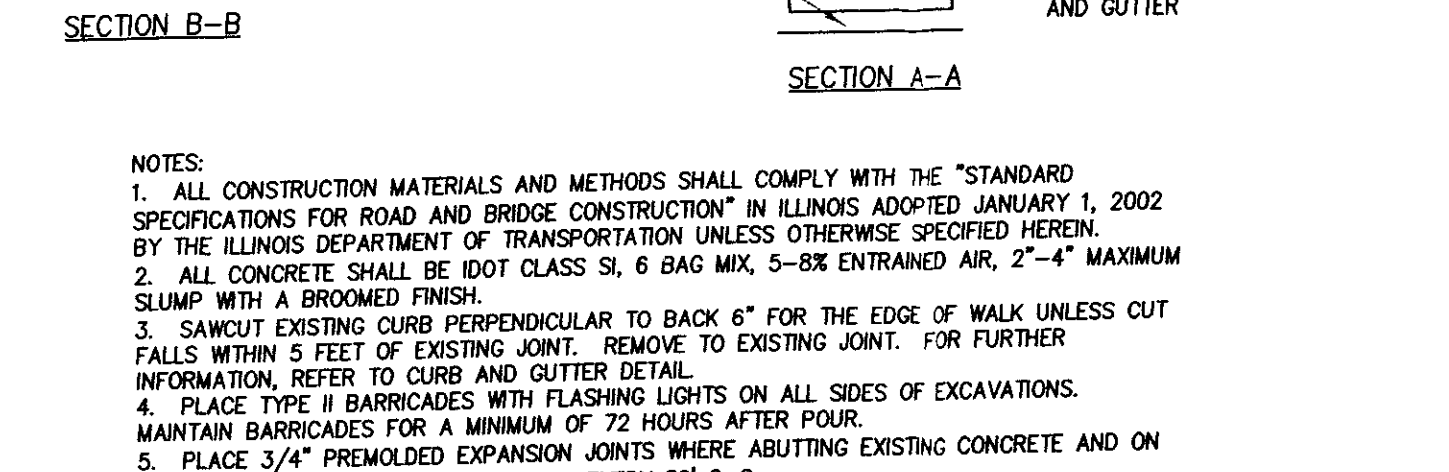 AND GUTTER
SECTION B-B
SECTION A-A
NOTES:
1. ALL CONSTRUCTION MATERIALS AND METHODS SHALL COMPLY WITH THE "STANDARD
SPECIFICATIONS FOR ROAD AND BRIDGE CONSTRUCTION" IN ILLINOIS ADOPTED JANUARY 1, 2002
BY THE ILLINOIS DEPARTMENT OF TRANSPORTATION UNLESS OTHERWISE SPECIFIED HEREIN.
2. ALL CONCRETE SHALL BE IDOT CLASS SI, 6 BAG MIX, 5-8% ENTRAINED AIR, 2"-4" MAXIMUM
SLUMP WITH A BROOMED FINISH.
3. SAWCUT EXISTING CURB PERPENDICULAR TO BACK 6" FOR THE EDGE OF WALK UNLESS CUT
FALLS WITHIN 5 FEET OF EXISTING JOINT. REMOVE TO EXISTING JOINT. FOR FURTHER
INFORMATION, REFER TO CURB AND GUTTER DETAIL.
4. PLACE TYPE II BARRICADES WITH FLASHING LIGHTS ON ALL SIDES OF EXCAVATIONS.
MAINTAIN BARRICADES FOR A MINIMUM OF 72 HOURS AFTER POUR.
5. PLACE 3/4" PREMOLDED EXPANSION JOINTS WHERE ABUTTING EXISTING CONCRETE AND ON